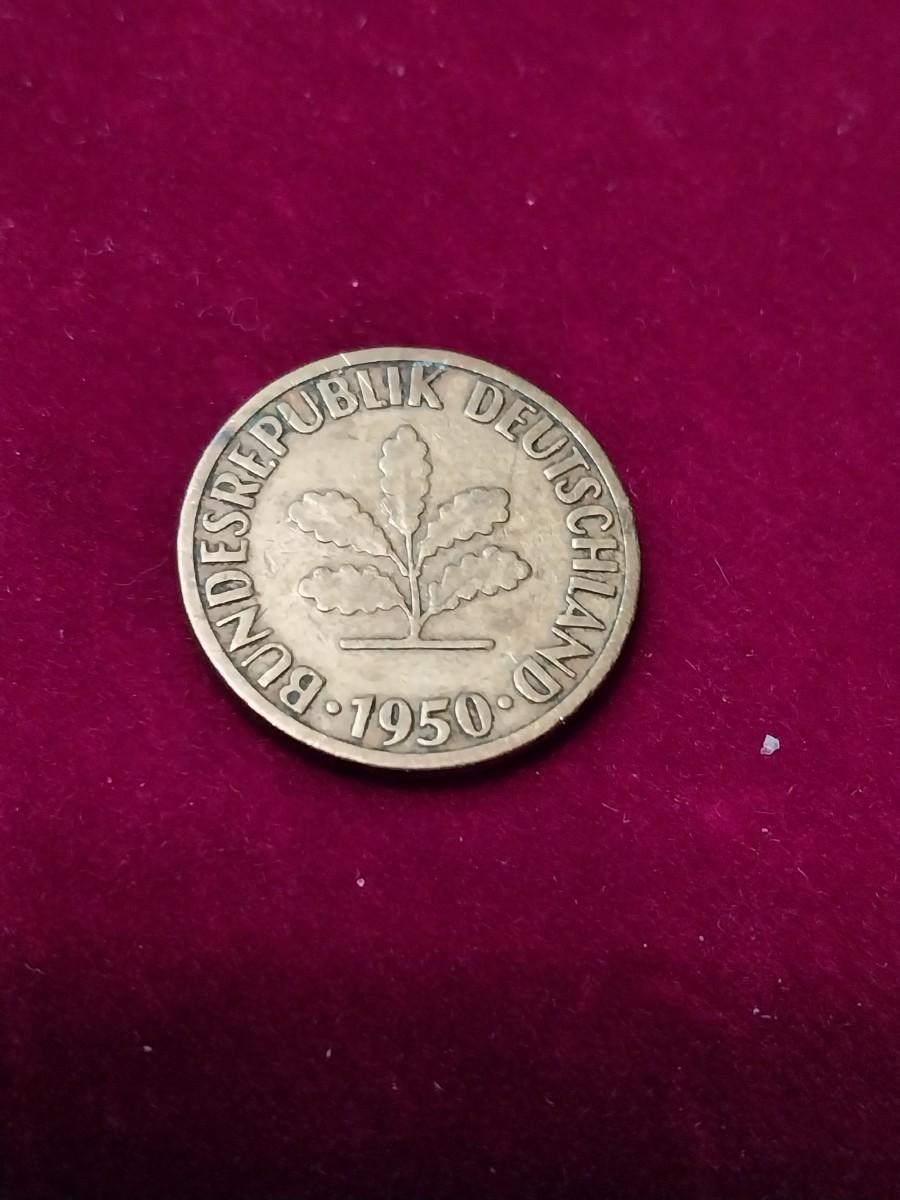 BUNDESREPUBLIK DEUTSCHLAND
· 1950 ·